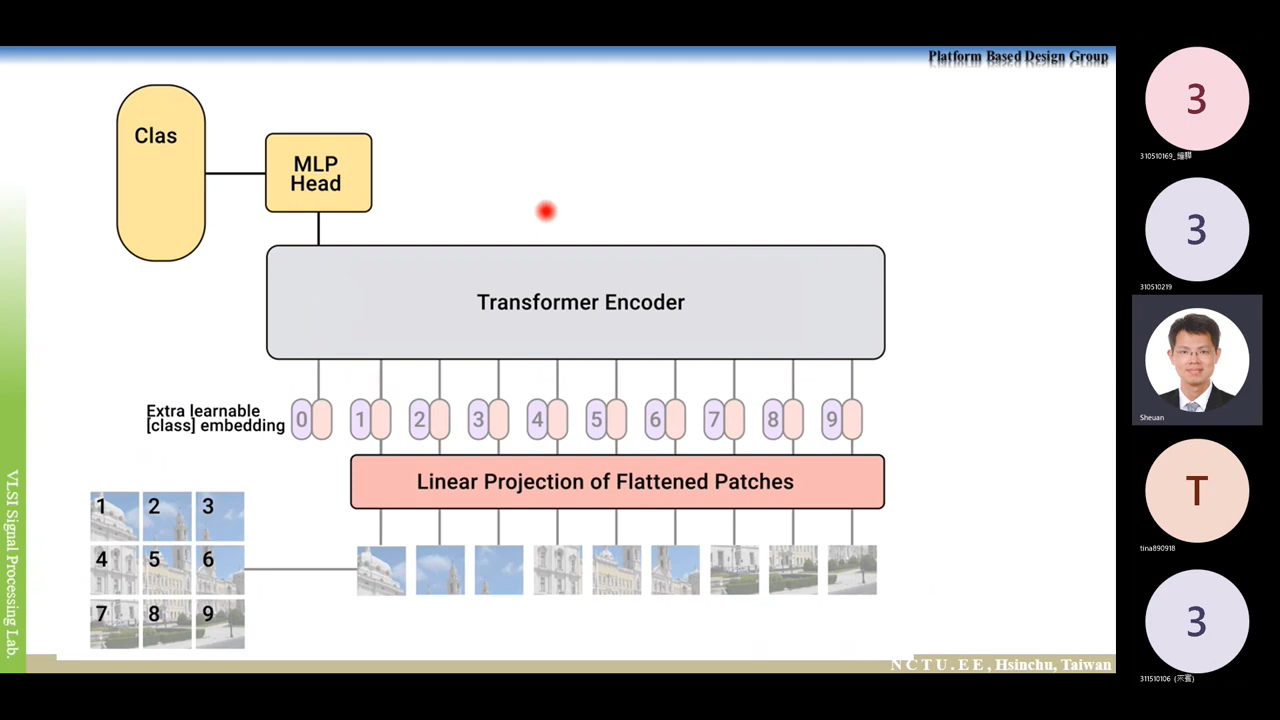 Platform Based Design Group
Clas
MLP
Head
Transformer Encoder
Extra learnable
[class] embedding
0 1 2 3 4 5 6 7 8 9
Linear Projection of Flattened Patches
1 2 3
4 5 6
7 8 9
VLSI Signal Processing Lab.
N C T U . E E , Hsinchu, Taiwan
3
310510169_
3
310510219
Sheuan
T
tina890918
3
311510106